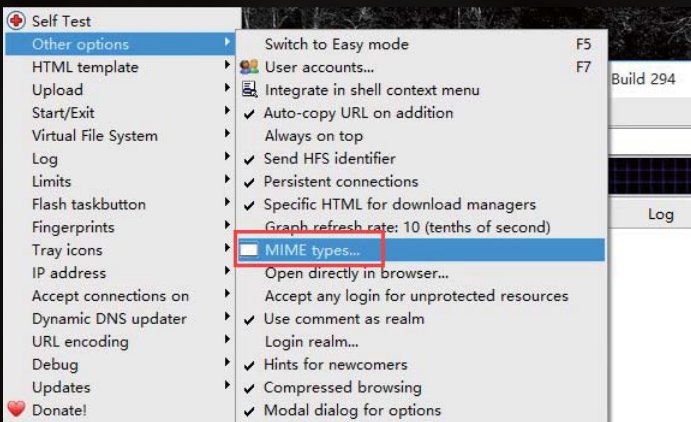 Self Test
Other options
HTML template
Upload
Start/Exit
Virtual File System
Log
Limits
Flash taskbutton
Fingerprints
Tray icons
IP address
Accept connections on
Dynamic DNS updater
URL encoding
Debug
Updates
Donate!
Switch to Easy mode F5
User accounts... F7
Integrate in shell context menu
Auto-copy URL on addition
Always on top
Send HFS identifier
Persistent connections
Specific HTML for download managers
Graph refresh rate: 10 (tenths of second)
MIME types...
Open directly in browser...
Accept any login for unprotected resources
Use comment as realm
Login realm...
Hints for newcomers
Compressed browsing
Modal dialog for options
Build 294
Log